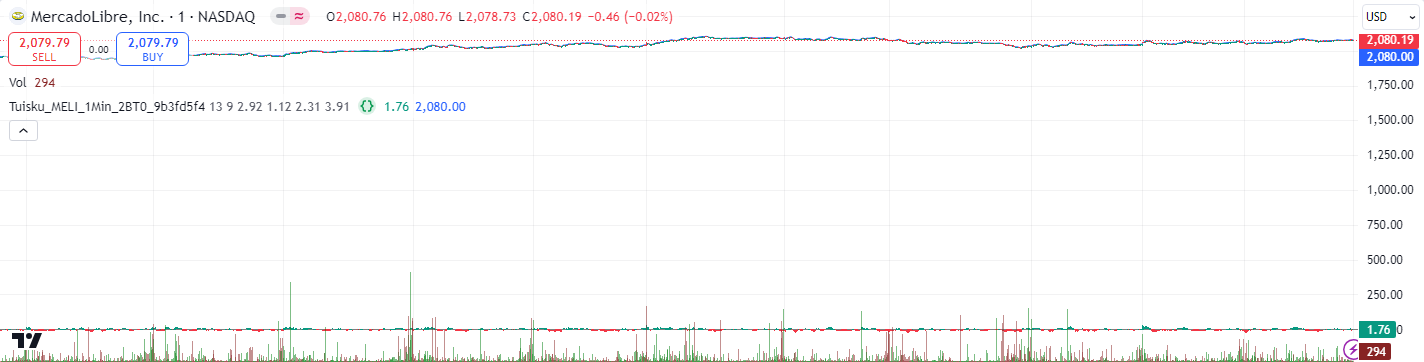 MercadoLibre, Inc. · 1 · NASDAQ O2,080.76 H2,080.76 L2,078.73 C2,080.19 −0.46 (−0.02%) USD
2,079.79 SELL 0.00 2,079.79 BUY
2,080.19
2,080.00
Vol 294
1,750.00
Tuisku_MELI_1Min_2BT0_9b3fd5f4 13 9 2.92 1.12 2.31 3.91 {} 1.76 2,080.00
1,500.00
1,250.00
1,000.00
750.00
500.00
250.00
1.76
294